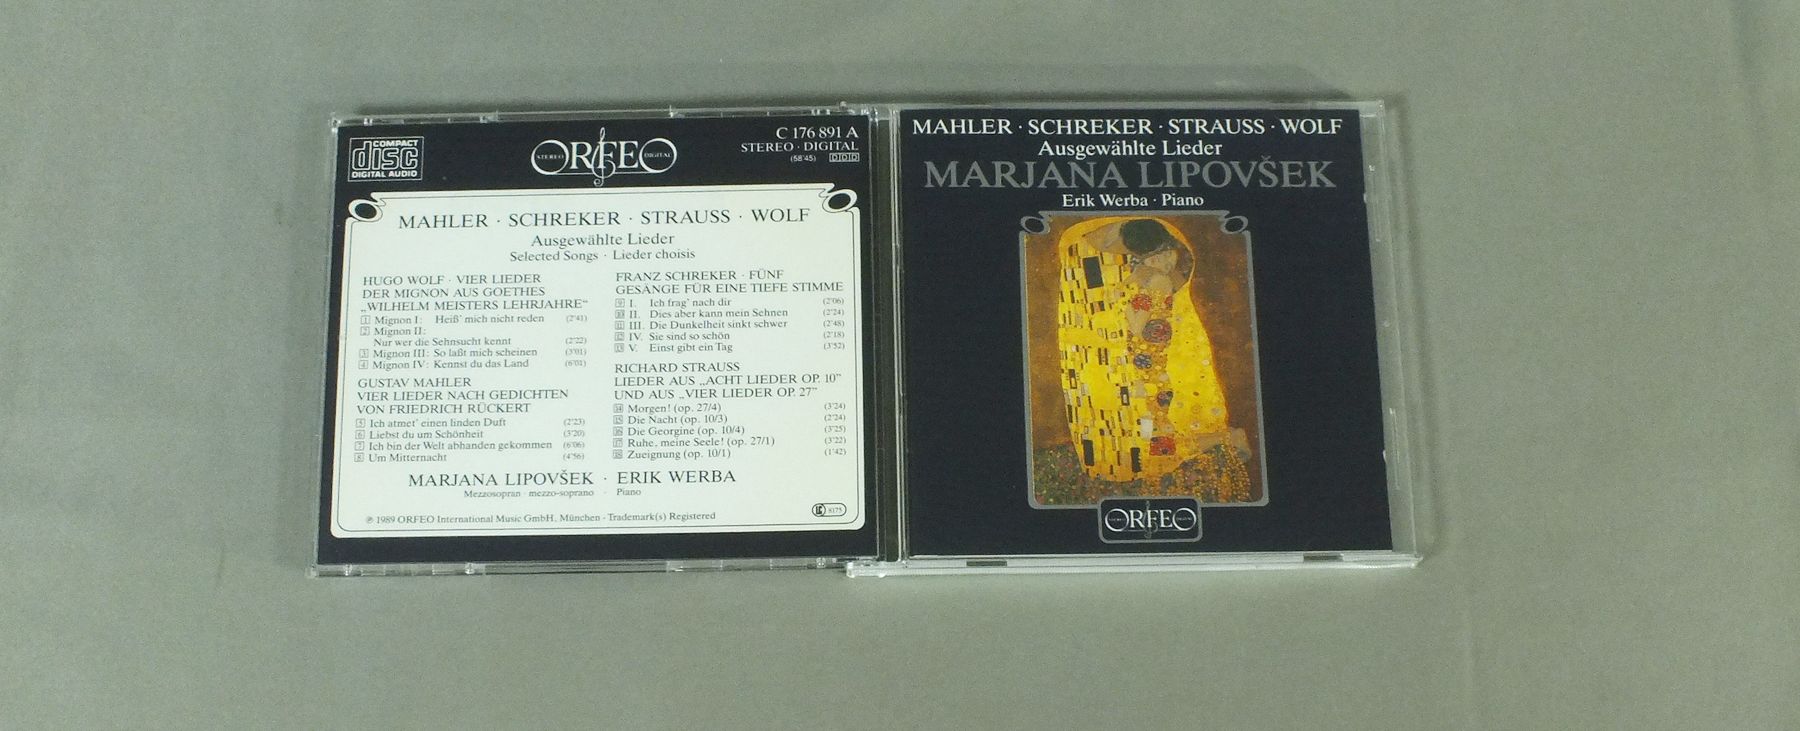 COMPACT
disc
DIGITAL AUDIO
STEREO ORFEO DIGITAL
C 176 891 A
STEREO · DIGITAL
(58'45) DDD
MAHLER · SCHREKER · STRAUSS · WOLF
Ausgewählte Lieder
Selected Songs · Lieder choisis
HUGO WOLF · VIER LIEDER
DER MIGNON AUS GOETHES
„WILHELM MEISTERS LEHRJAHRE“
1 Mignon I: Heiß' mich nicht reden (2'41)
2 Mignon II:
Nur wer die Sehnsucht kennt (2'22)
3 Mignon III: So laßt mich scheinen (3'01)
4 Mignon IV: Kennst du das Land (6'01)
GUSTAV MAHLER
VIER LIEDER NACH GEDICHTEN
VON FRIEDRICH RÜCKERT
5 Ich atmet' einen linden Duft (2'23)
6 Liebst du um Schönheit (3'20)
7 Ich bin der Welt abhanden gekommen (6'06)
8 Um Mitternacht (4'56)
FRANZ SCHREKER · FÜNF
GESÄNGE FÜR EINE TIEFE STIMME
9 I. Ich frag' nach dir (2'06)
10 II. Dies aber kann mein Sehnen (2'24)
11 III. Die Dunkelheit sinkt schwer (2'48)
12 IV. Sie sind so schön (2'18)
13 V. Einst gibt ein Tag (3'52)
RICHARD STRAUSS
LIEDER AUS „ACHT LIEDER OP. 10”
UND AUS „VIER LIEDER OP. 27”
14 Morgen! (op. 27/4) (3'24)
15 Die Nacht (op. 10/3) (2'24)
16 Die Georgine (op. 10/4) (3'25)
17 Ruhe, meine Seele! (op. 27/1) (3'22)
18 Zueignung (op. 10/1) (1'42)
MARJANA LIPOVŠEK · ERIK WERBA
Mezzosopran · mezzo-soprano · Piano
℗ 1989 ORFEO International Music GmbH, München · Trademark(s) Registered
LC 8175
MAHLER · SCHREKER · STRAUSS · WOLF
Ausgewählte Lieder
MARJANA LIPOVŠEK
Erik Werba · Piano
ORFEO